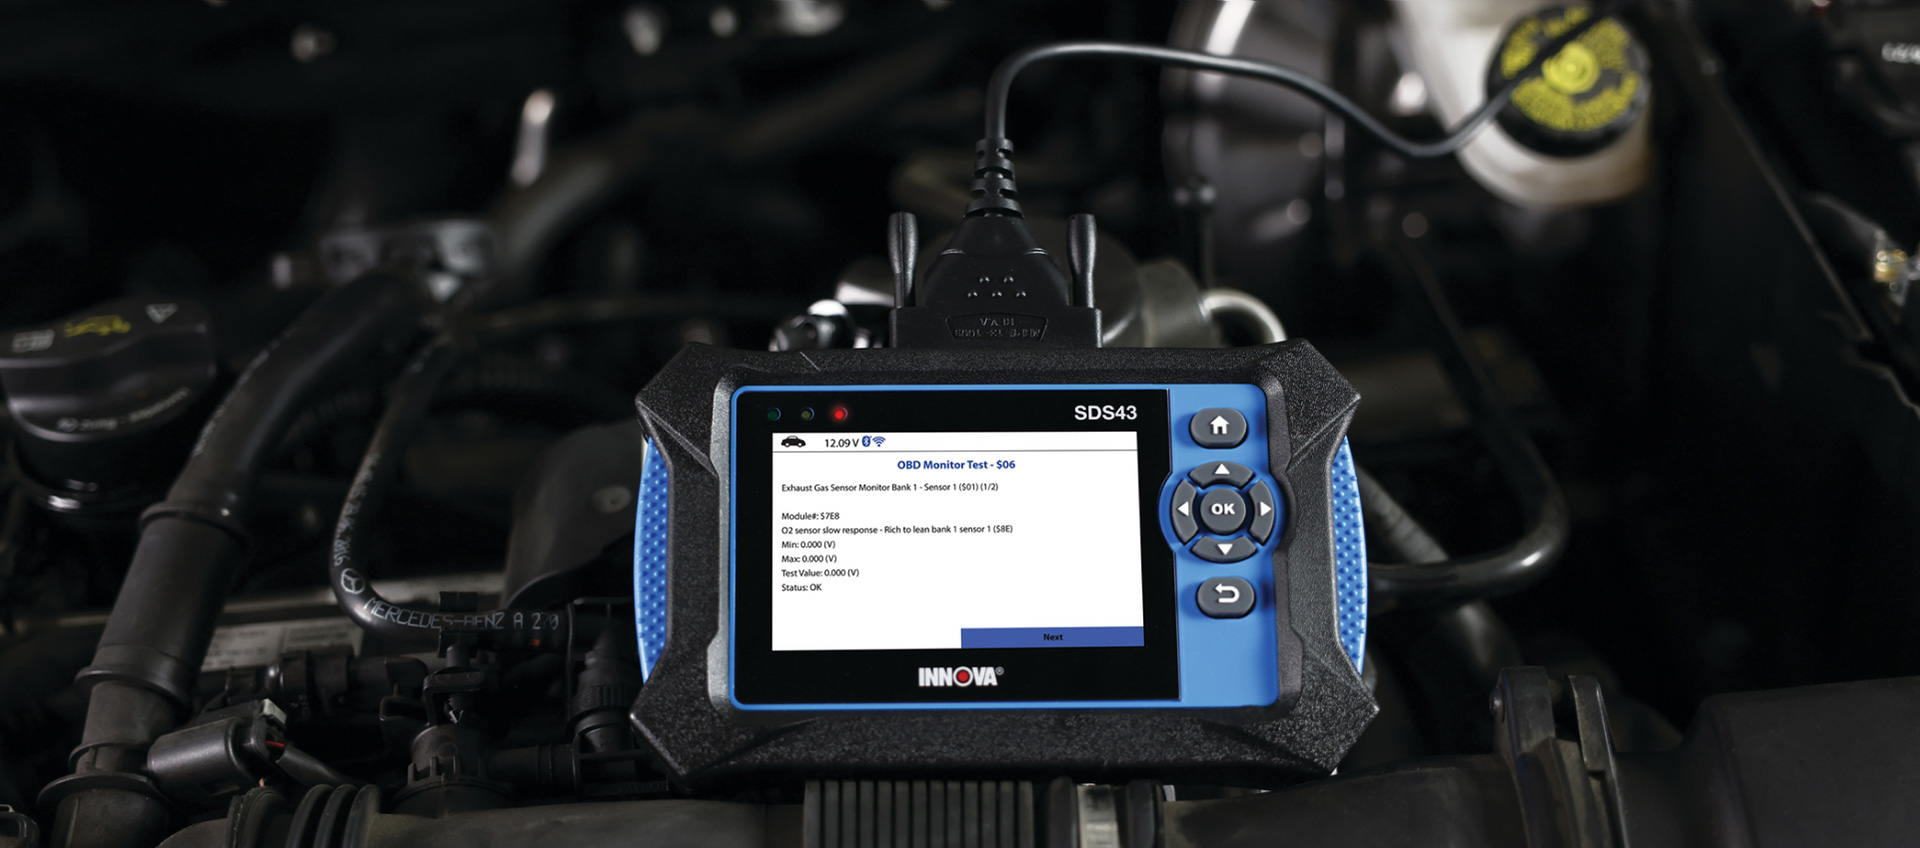 SDS43
12.09 V
OBD Monitor Test - $06
Exhaust Gas Sensor Monitor Bank 1 - Sensor 1 ($01) (1/2)
Module#: $7E8
O2 sensor slow response - Rich to lean bank 1 sensor 1 ($8E)
Min: 0.000 (V)
Max: 0.000 (V)
Test Value: 0.000 (V)
Status: OK
Next
INNOVA®
OK
MERCEDES-BENZ A 270